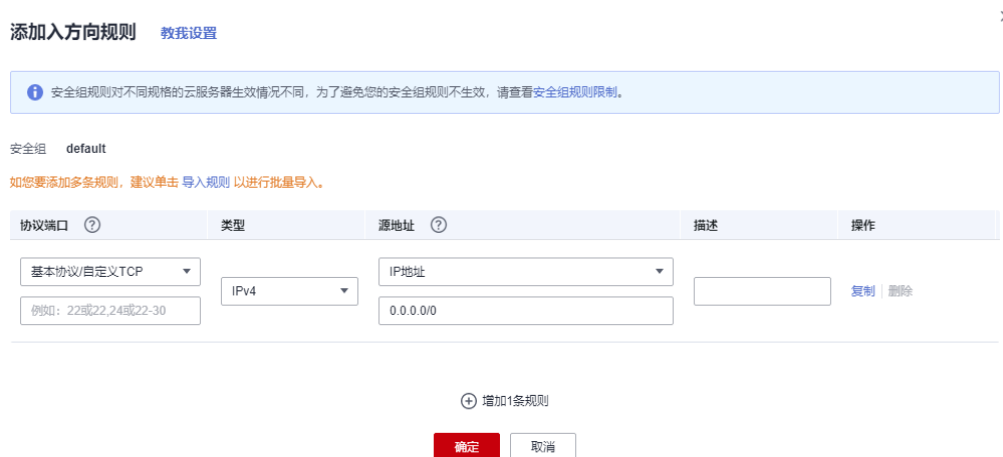 添加入方向规则 教我设置
安全组规则对不同规格的云服务器生效情况不同，为了避免您的安全组规则不生效，请查看安全组规则限制。
安全组 default
如您要添加多条规则，建议单击 导入规则 以进行批量导入。
协议端口 ? 类型 源地址 ? 描述 操作
基本协议/自定义TCP IPv4 IP地址 复制 删除
例如：22或22,24或22-30 0.0.0.0/0
增加1条规则
确定 取消